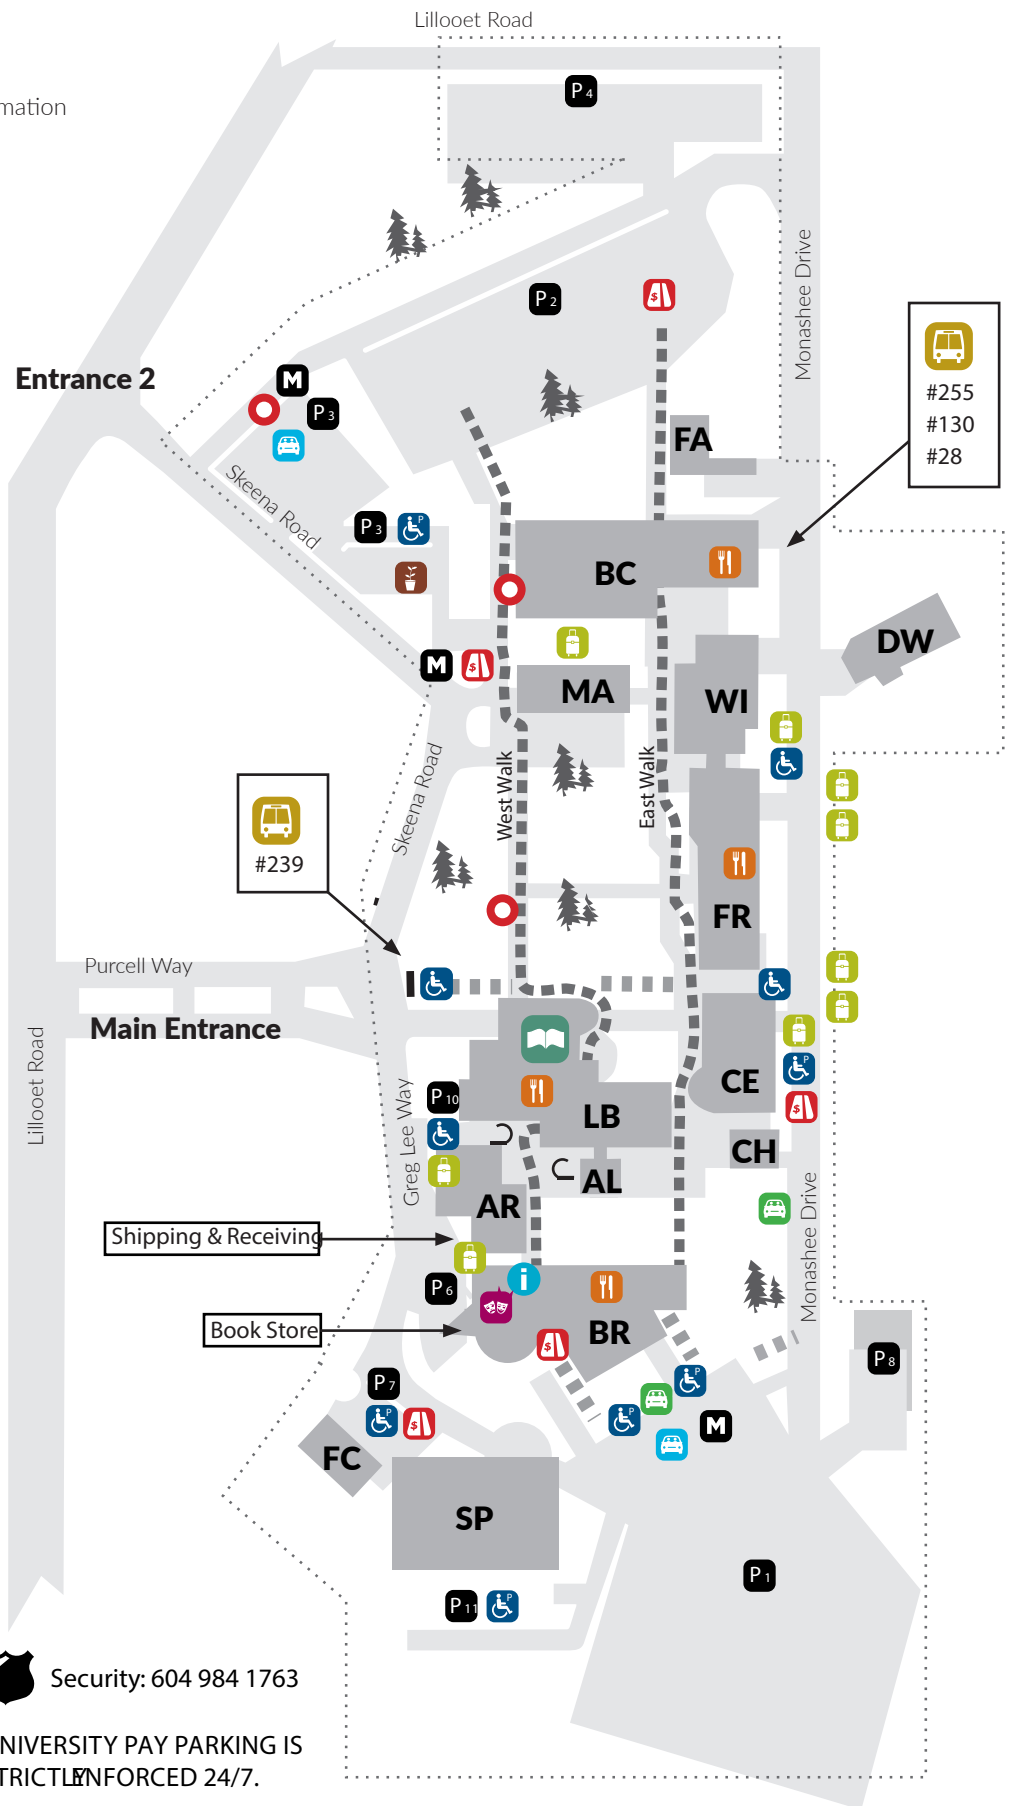 Lillooet Road
P4
mation
Monashee Drive
P2
$
Entrance 2
M
P3
#255
#130
#28
FA
Skeena Road
P3
P
BC
DW
M
$
MA
WI
Skeena Road
West Walk
East Walk
#239
FR
Purcell Way
Main Entrance
Lillooet Road
P
CE
$
P10
LB
Greg Lee Way
CH
AL
AR
Monashee Drive
Shipping & Receiving
i
P6
Book Store
BR
$
P8
P7
P
P
$
M
FC
SP
P1
P11
P
Security: 604 984 1763
NIVERSITY PAY PARKING IS
TRICTLY ENFORCED 24/7.